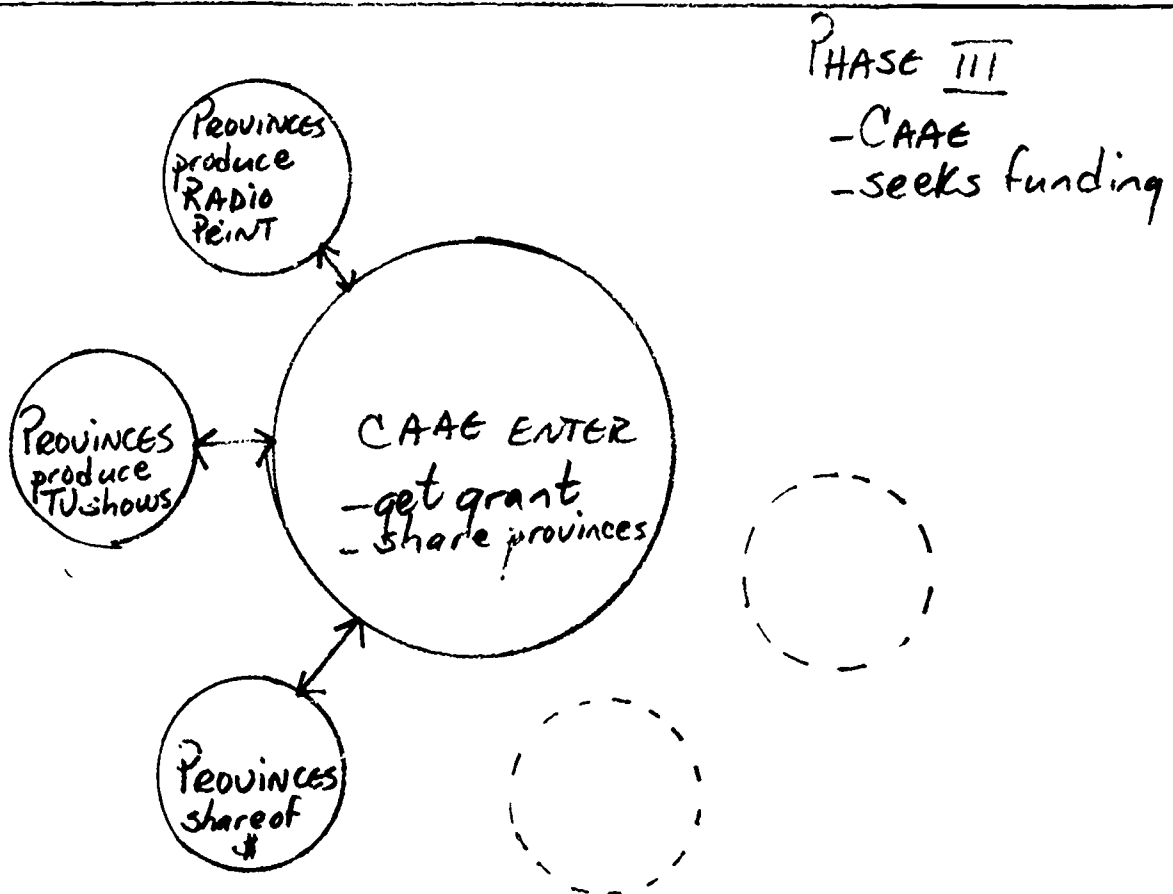 PHASE III
-CAAE
-seeks funding
PROVINCES
produce
RADIO
PRINT
PROVINCES
produce
TV shows
CAAE ENTER
-get grant
- share provinces
PROVINCES
share of
$